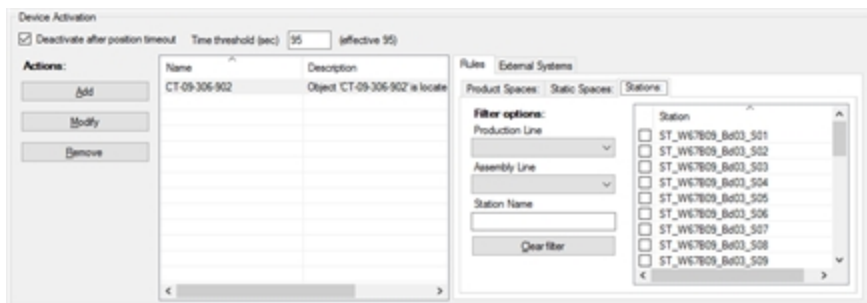 Device Activation
Deactivate after position timeout Time threshold (sec) 95 (effective 95)
Actions:
Add
Modify
Remove
Name Description
CT-09-306-902 Object 'CT-09-306-902' is locate
Rules External Systems
Product Spaces: Static Spaces: Stations:
Filter options:
Production Line
Assembly Line
Station Name
Clear filter
Station
ST_W67B09_Bd03_S01
ST_W67B09_Bd03_S02
ST_W67B09_Bd03_S03
ST_W67B09_Bd03_S04
ST_W67B09_Bd03_S05
ST_W67B09_Bd03_S06
ST_W67B09_Bd03_S07
ST_W67B09_Bd03_S08
ST_W67B09_Bd03_S09